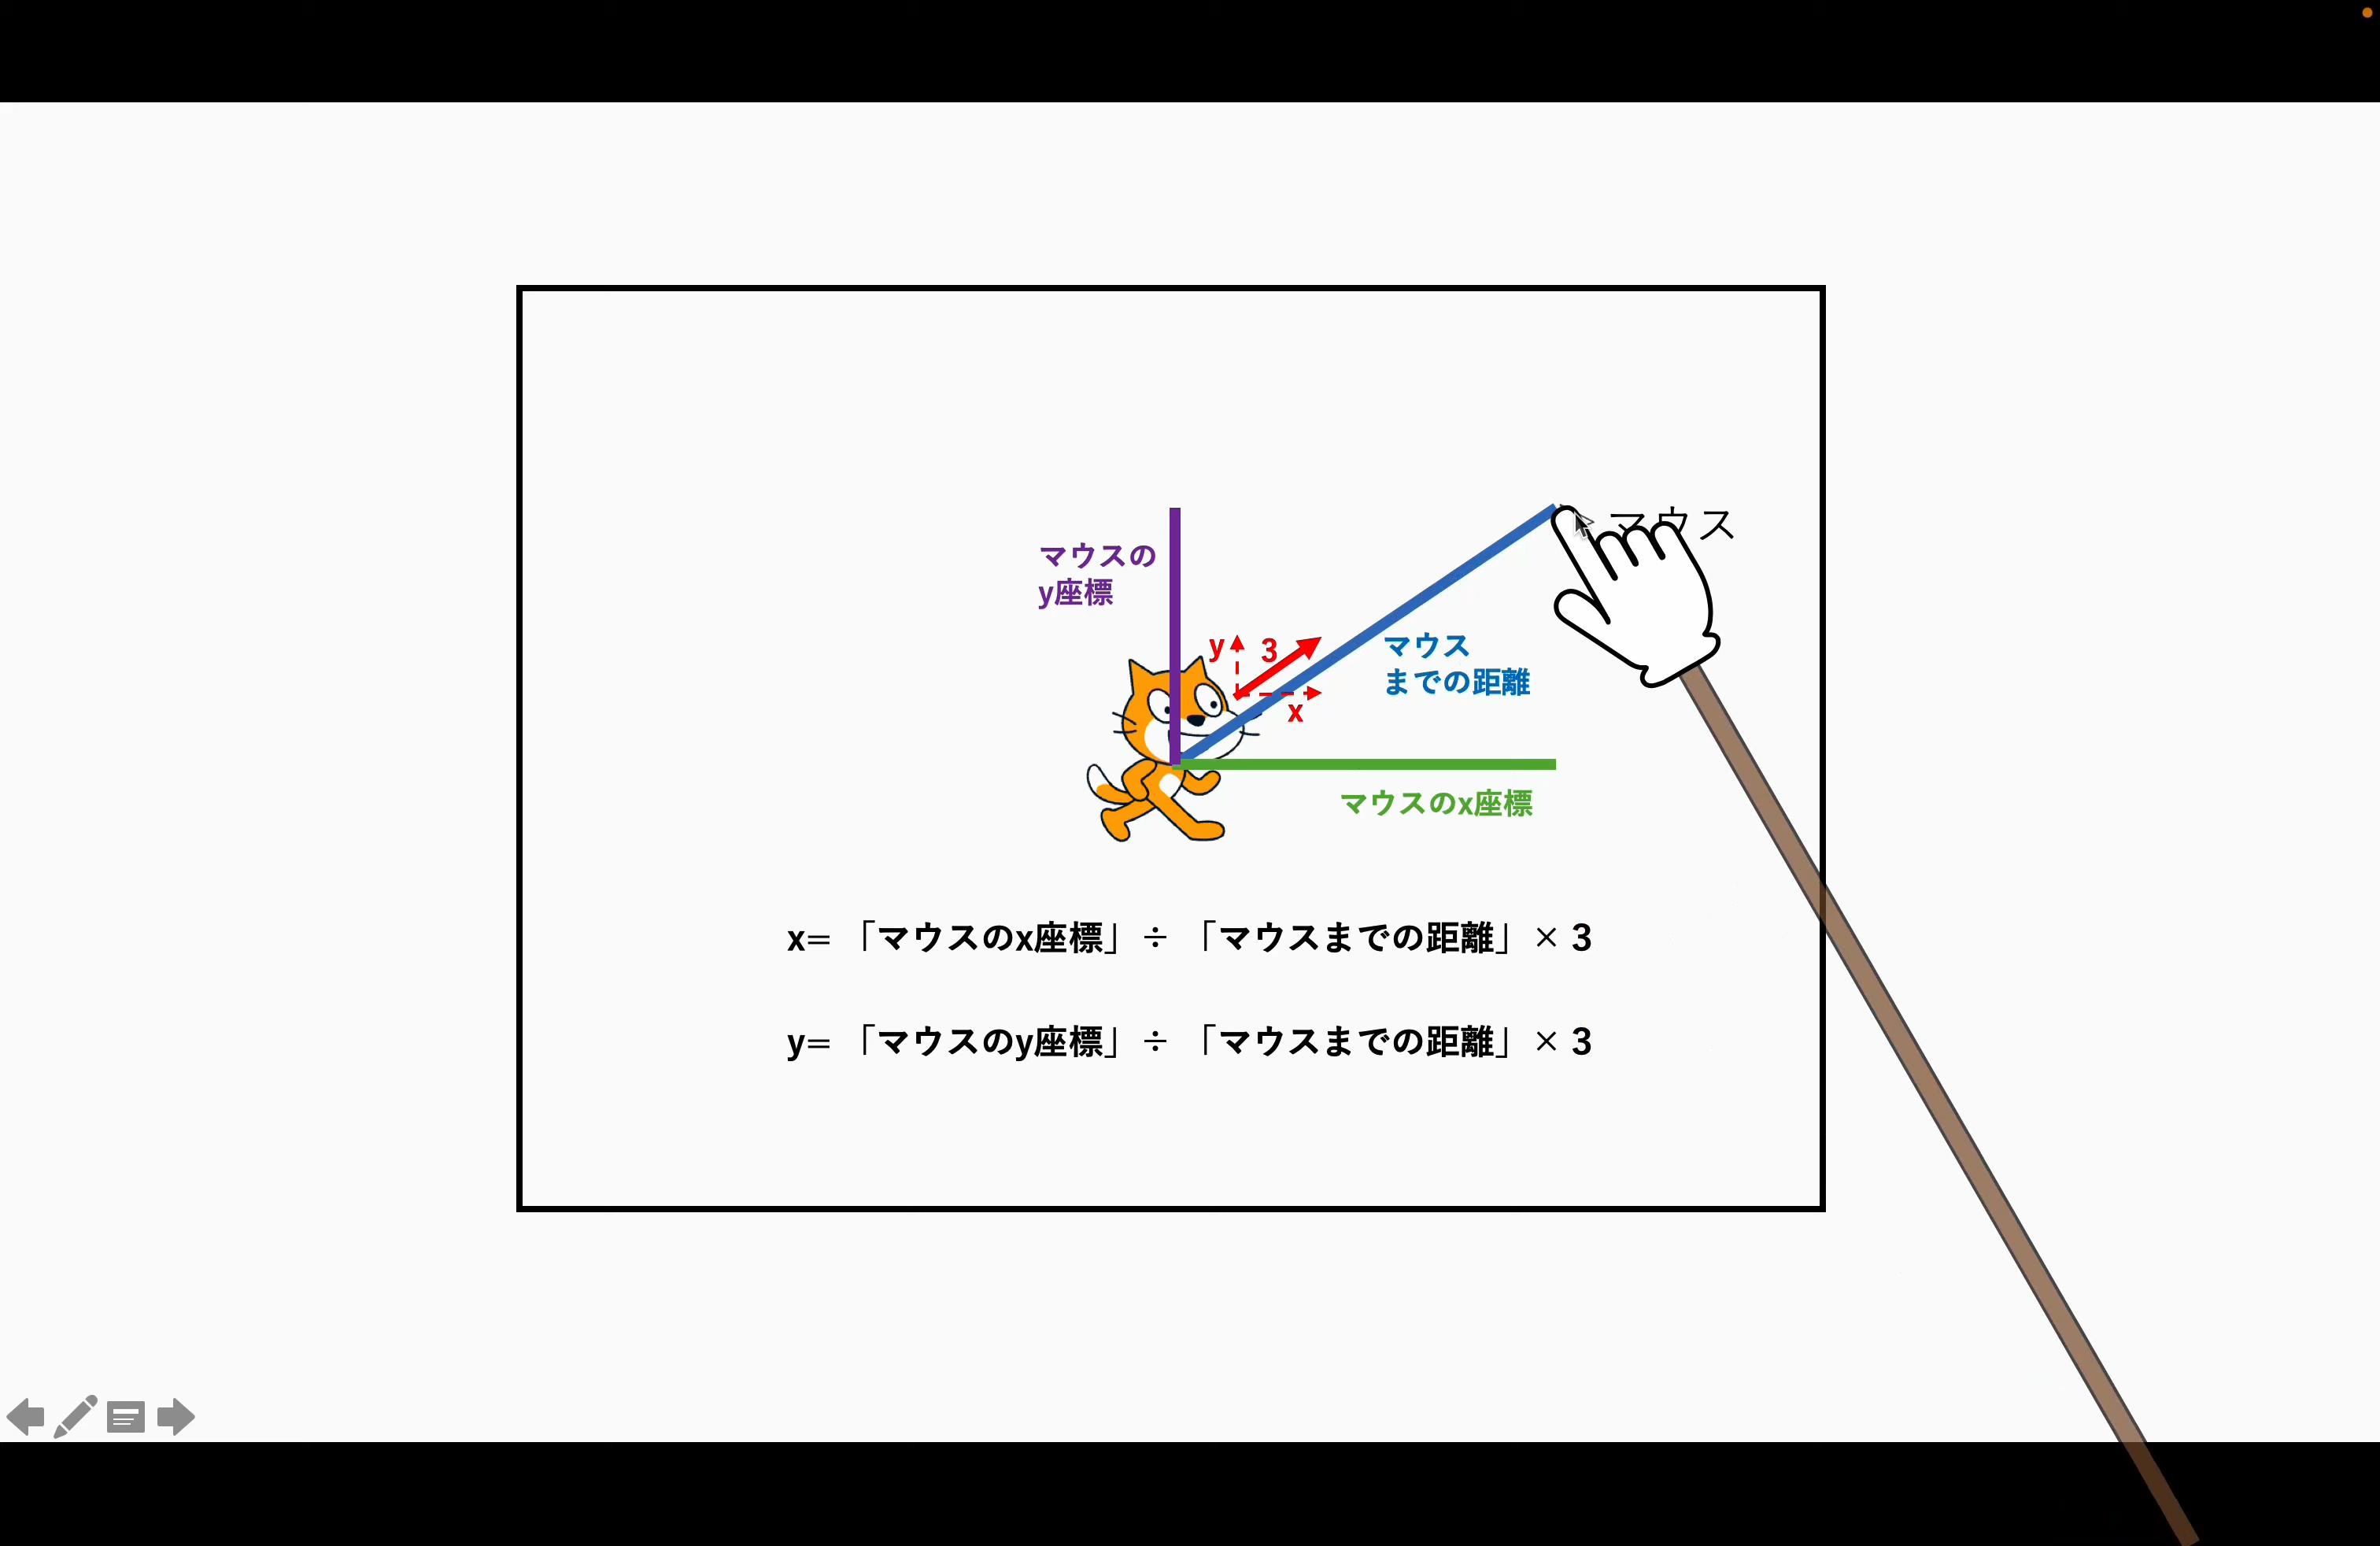 マウス
マウスの
y座標
y
3
マウス
までの距離
x
マウスのx座標
x=「マウスのx座標」÷「マウスまでの距離」× 3
y=「マウスのy座標」÷「マウスまでの距離」× 3